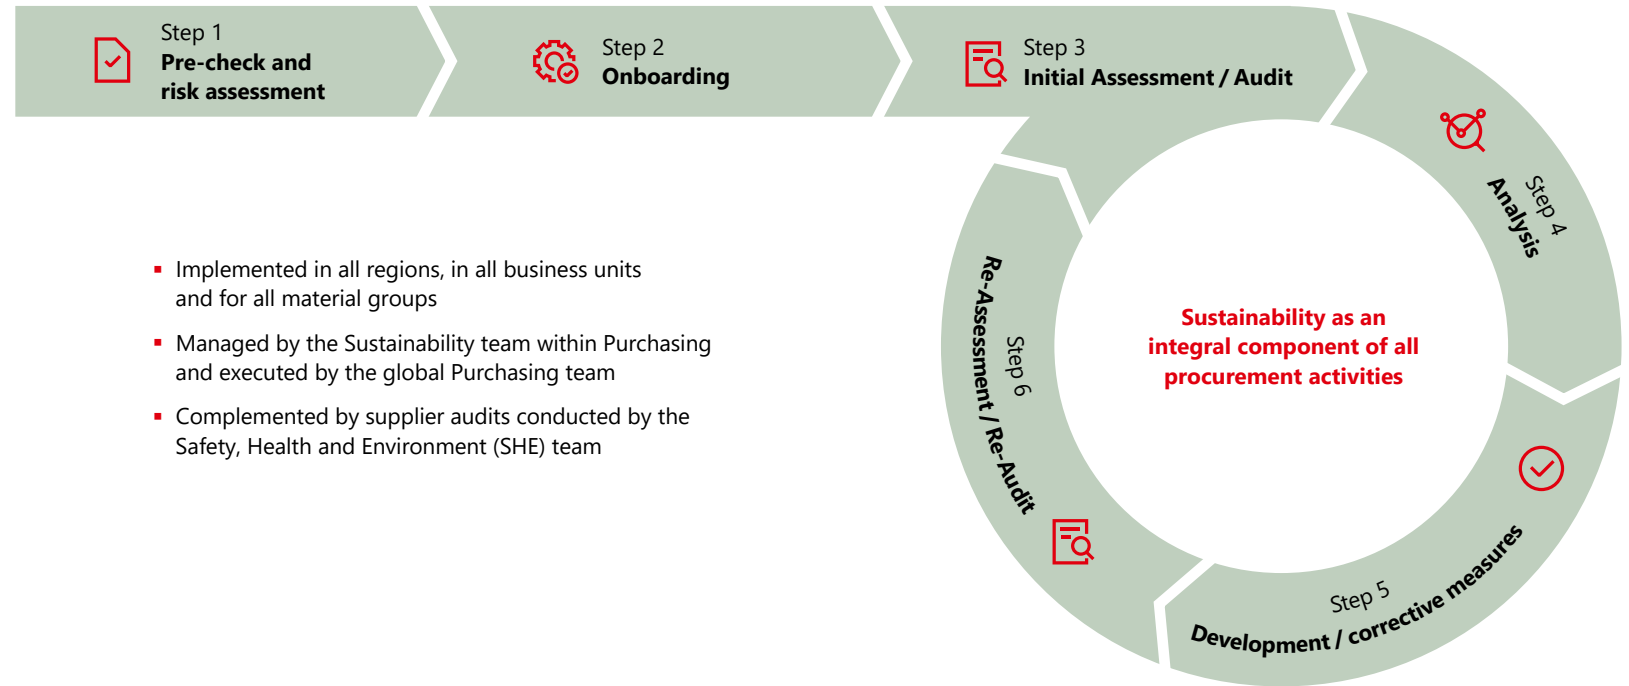 Step 1
Pre-check and
risk assessment
Step 2
Onboarding
Step 3
Initial Assessment / Audit
Step 4
Analysis
Step 5
Development / corrective measures
Step 6
Re-Assessment / Re-Audit
Sustainability as an
integral component of all
procurement activities
▪ Implemented in all regions, in all business units
and for all material groups
▪ Managed by the Sustainability team within Purchasing
and executed by the global Purchasing team
▪ Complemented by supplier audits conducted by the
Safety, Health and Environment (SHE) team